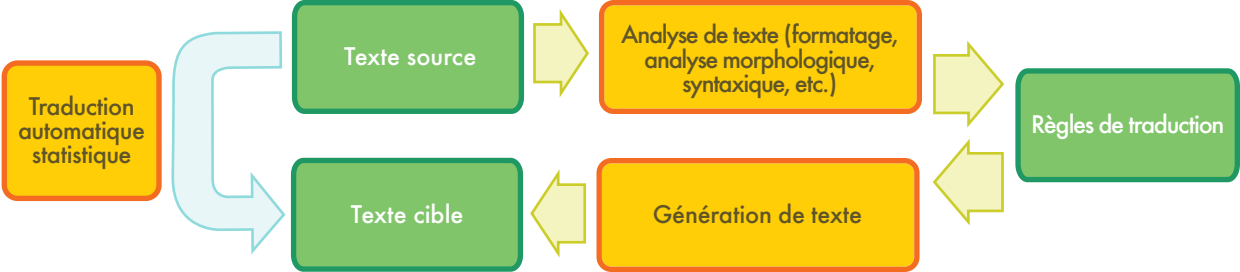 Traduction
automatique
statistique
Texte source
Analyse de texte (formatage,
analyse morphologique,
syntaxique, etc.)
Règles de traduction
Génération de texte
Texte cible